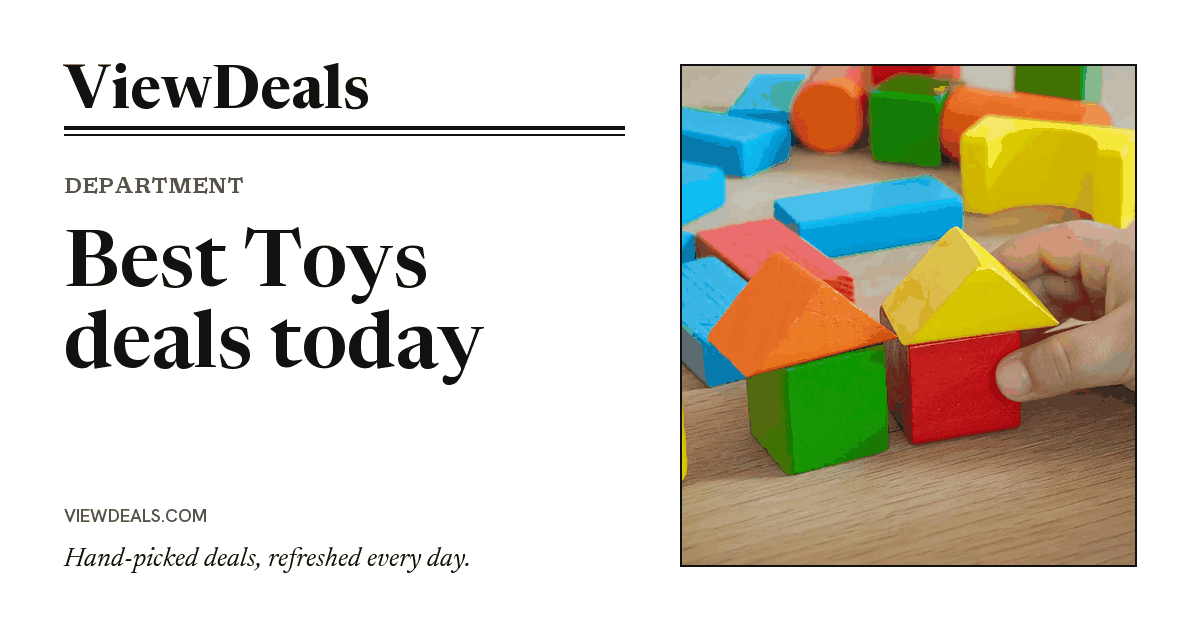 ViewDeals
DEPARTMENT
Best Toys
deals today
VIEWDEALS.COM
Hand-picked deals, refreshed every day.